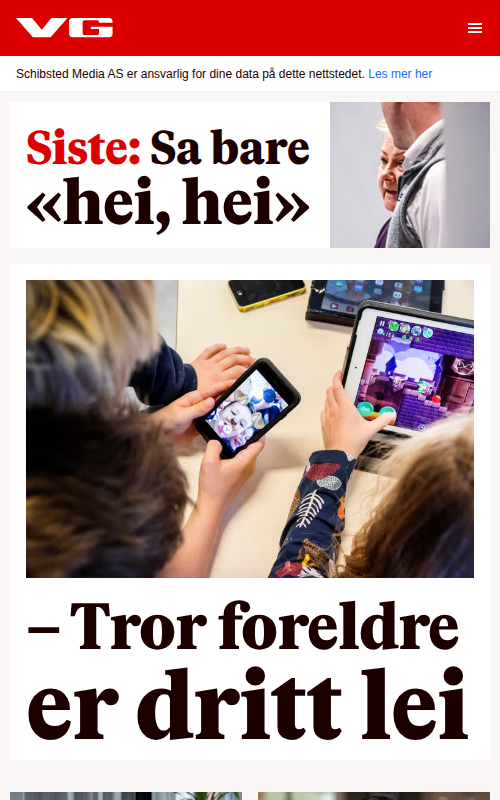 VG
Schibsted Media AS er ansvarlig for dine data på dette nettstedet. Les mer her
Siste: Sa bare
«hei, hei»
– Tror foreldre
er dritt lei